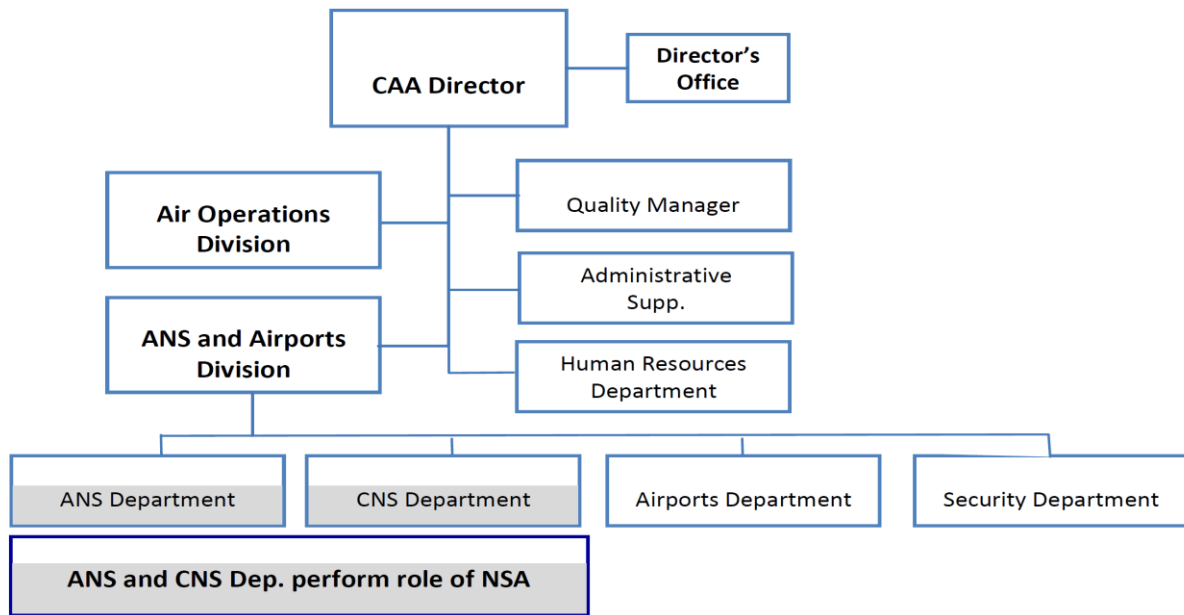 CAA Director
Director’s
Office
Air Operations
Division
Quality Manager
Administrative
Supp.
ANS and Airports
Division
Human Resources
Department
ANS Department
CNS Department
Airports Department
Security Department
ANS and CNS Dep. perform role of NSA